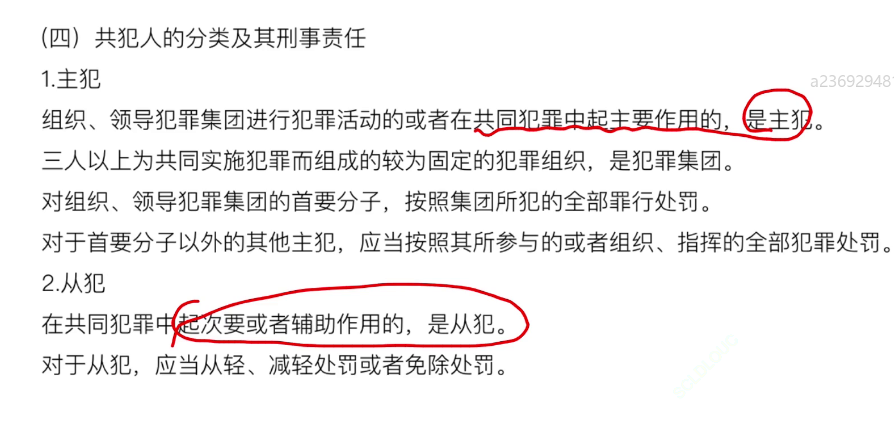 (四）共犯人的分类及其刑事责任
a23692948
1.主犯
组织、领导犯罪集团进行犯罪活动的或者在共同犯罪中起主要作用的，是主犯。
三人以上为共同实施犯罪而组成的较为固定的犯罪组织，是犯罪集团。
对组织、领导犯罪集团的首要分子，按照集团所犯的全部罪行处罚。
对于首要分子以外的其他主犯，应当按照其所参与的或者组织、指挥的全部犯罪处罚。
2.从犯
在共同犯罪中起次要或者辅助作用的，是从犯。
对于从犯，应当从轻、减轻处罚或者免除处罚。